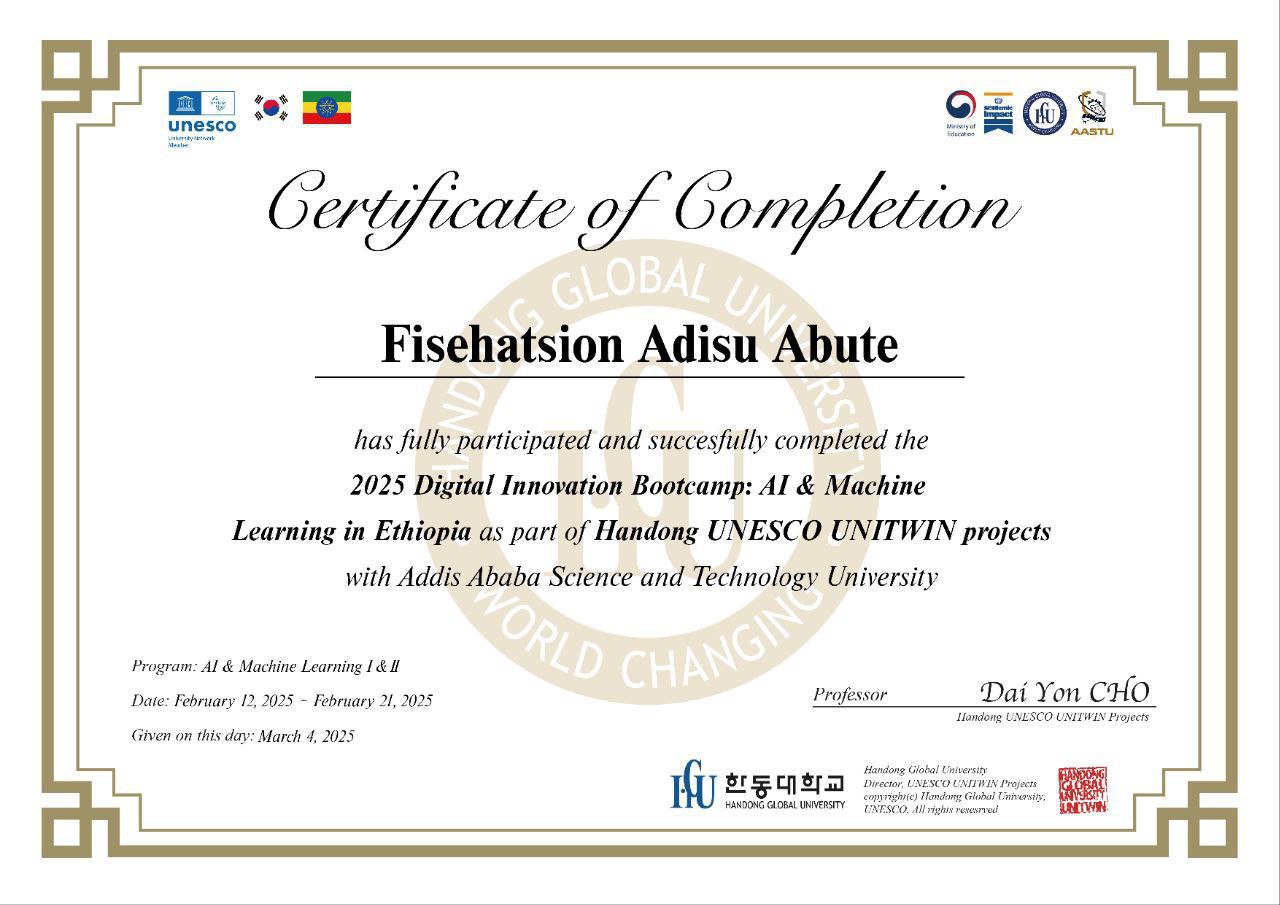 unesco
University Network
Member
Ministry of
Education
academic
impact
HGU
AASTU
Certificate of Completion
HANDONG GLOBAL UNIVERSITY
WORLD CHANGING
Fisehatsion Adisu Abute
has fully participated and succesfully completed the
2025 Digital Innovation Bootcamp: AI & Machine
Learning in Ethiopia as part of Handong UNESCO UNITWIN projects
with Addis Ababa Science and Technology University
Program: AI & Machine Learning I & II
Date: February 12, 2025 ~ February 21, 2025
Given on this day: March 4, 2025
Professor Dai Yon CHO
Handong UNESCO UNITWIN Projects
HGU 한동대학교
HANDONG GLOBAL UNIVERSITY
Handong Global University
Director, UNESCO UNITWIN Projects
copyright(c) Handong Global University,
UNESCO. All rights resesrved
HANDONG
GLOBAL
UNIVERSITY
UNITWIN